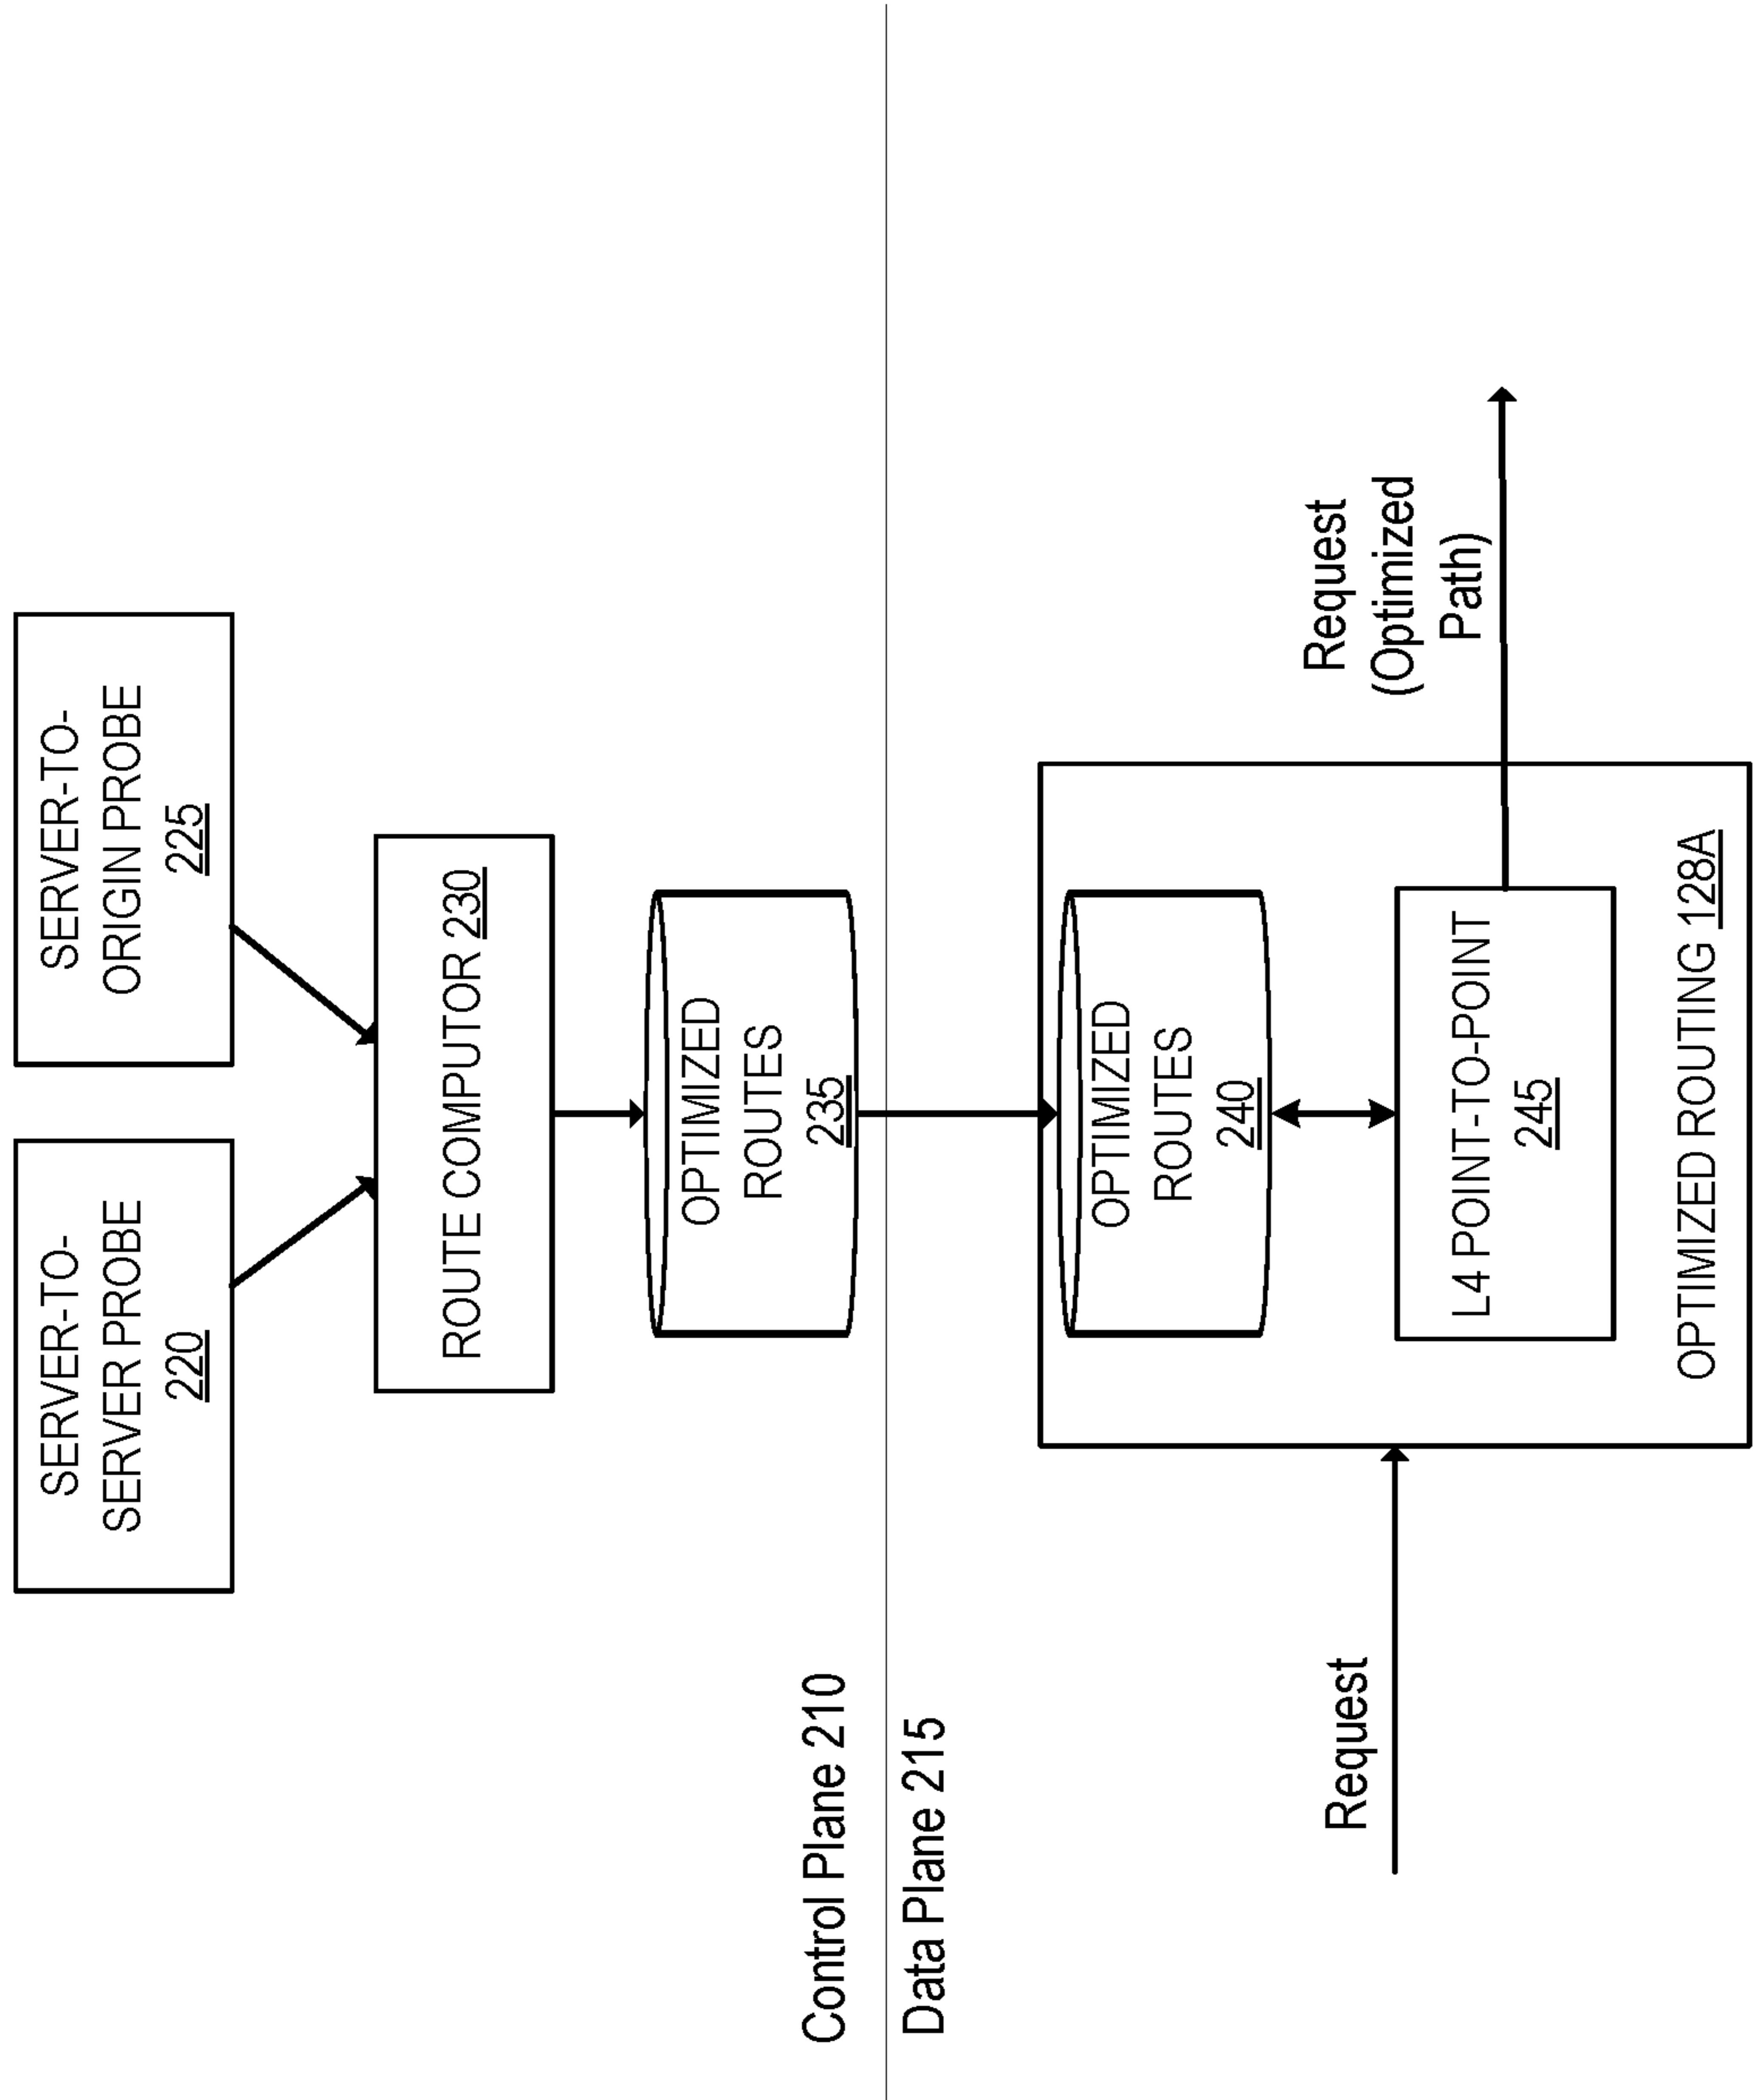 SERVER-TO-
SERVER PROBE
220
SERVER-TO-
ORIGIN PROBE
225
ROUTE COMPUTOR 230
OPTIMIZED
ROUTES
235
Control Plane 210
Data Plane 215
OPTIMIZED
ROUTES
240
Request
L4 POINT-TO-POINT
245
Request
(Optimized
Path)
OPTIMIZED ROUTING 128A